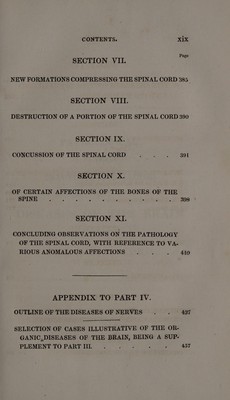 CONTENTS. xix
Page
SECTION VII.
NEW FORMATIONS COMPRESSING THE SPINAL CORD 385
SECTION VIII.
DESTRUCTION OF A PORTION OF THE SPINAL CORD 390
SECTION IX.
CONCUSSION OF THE SPINAL CORD . . . 391
SECTION X.
OF CERTAIN AFFECTIONS OF THE BONES OF THE
SPINE . . . . . . . . . 398
SECTION XI.
CONCLUDING OBSERVATIONS ON THE PATHOLOGY
OF THE SPINAL CORD, WITH REFERENCE TO VA-
RIOUS ANOMALOUS AFFECTIONS . . . 410
APPENDIX TO PART IV.
OUTLINE OF THE DISEASES OF NERVES . . 427
SELECTION OF CASES ILLUSTRATIVE OF THE OR-
GANIC DISEASES OF THE BRAIN, BEING A SUP-
PLEMENT TO PART III. . . . . . 437